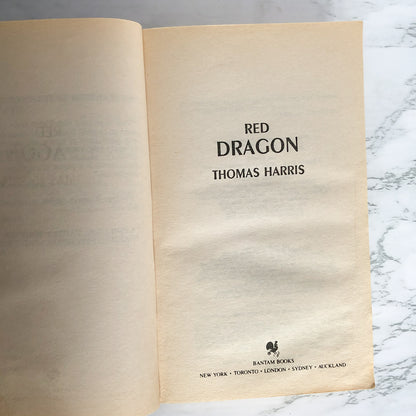 RED
DRAGON
THOMAS HARRIS
BANTAM BOOKS
NEW YORK • TORONTO • LONDON • SYDNEY • AUCKLAND